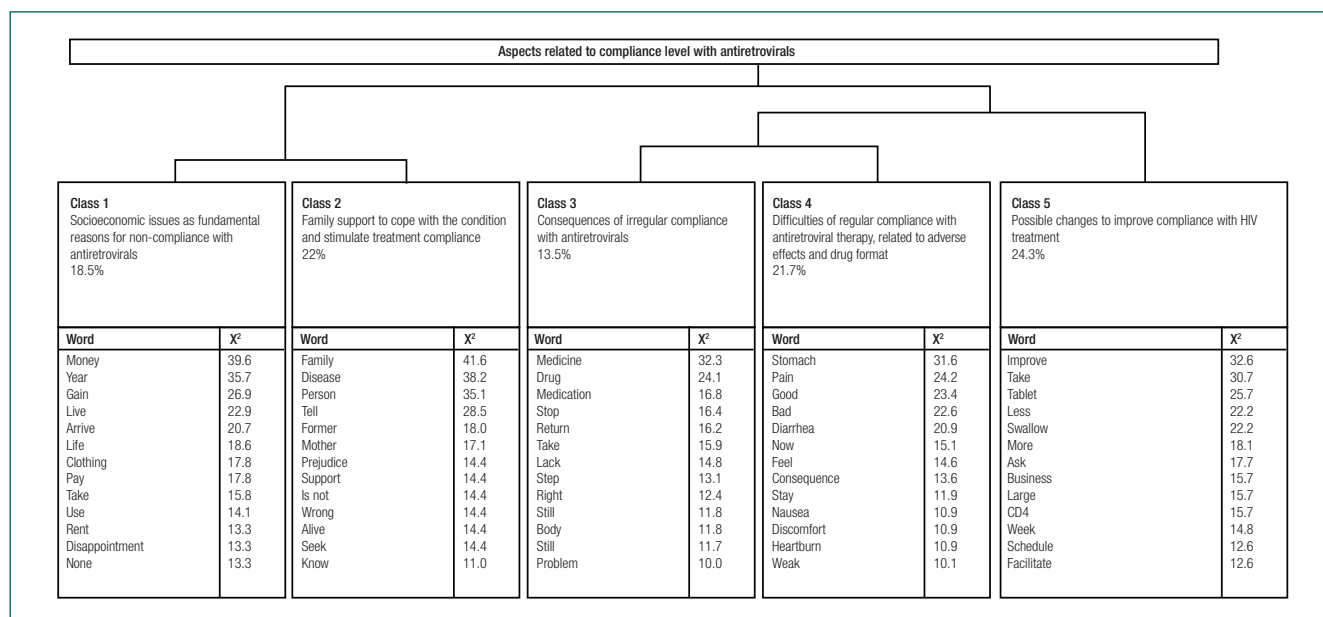 Aspects related to compliance level with antiretrovirals
Class 1
Socioeconomic issues as fundamental
reasons for non-compliance with
antiretrovirals
18.5%
Word X²
Money 39.6
Year 35.7
Gain 26.9
Live 22.9
Arrive 20.7
Life 18.6
Clothing 17.8
Pay 17.8
Take 15.8
Use 14.1
Rent 13.3
Disappointment 13.3
None 13.3
Class 2
Family support to cope with the condition
and stimulate treatment compliance
22%
Word X²
Family 41.6
Disease 38.2
Person 35.1
Tell 28.5
Former 18.0
Mother 17.1
Prejudice 14.4
Support 14.4
Is not 14.4
Wrong 14.4
Alive 14.4
Seek 14.4
Know 11.0
Class 3
Consequences of irregular compliance
with antiretrovirals
13.5%
Word X²
Medicine 32.3
Drug 24.1
Medication 16.8
Stop 16.4
Return 16.2
Take 15.9
Lack 14.8
Step 13.1
Right 12.4
Still 11.8
Body 11.8
Still 11.7
Problem 10.0
Class 4
Difficulties of regular compliance with
antiretroviral therapy, related to adverse
effects and drug format
21.7%
Word X²
Stomach 31.6
Pain 24.2
Good 23.4
Bad 22.6
Diarrhea 20.9
Now 15.1
Feel 14.6
Consequence 13.6
Stay 11.9
Nausea 10.9
Discomfort 10.9
Heartburn 10.9
Weak 10.1
Class 5
Possible changes to improve compliance with HIV
treatment
24.3%
Word X²
Improve 32.6
Take 30.7
Tablet 25.7
Less 22.2
Swallow 22.2
More 18.1
Ask 17.7
Business 15.7
Large 15.7
CD4 15.7
Week 14.8
Schedule 12.6
Facilitate 12.6